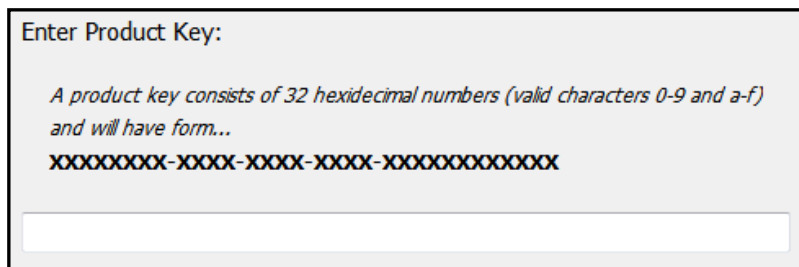 Enter Product Key:
A product key consists of 32 hexidecimal numbers (valid characters 0-9 and a-f)
and will have form...
xxxxxxxx-xxxx-xxxx-xxxx-xxxxxxxxxxxx